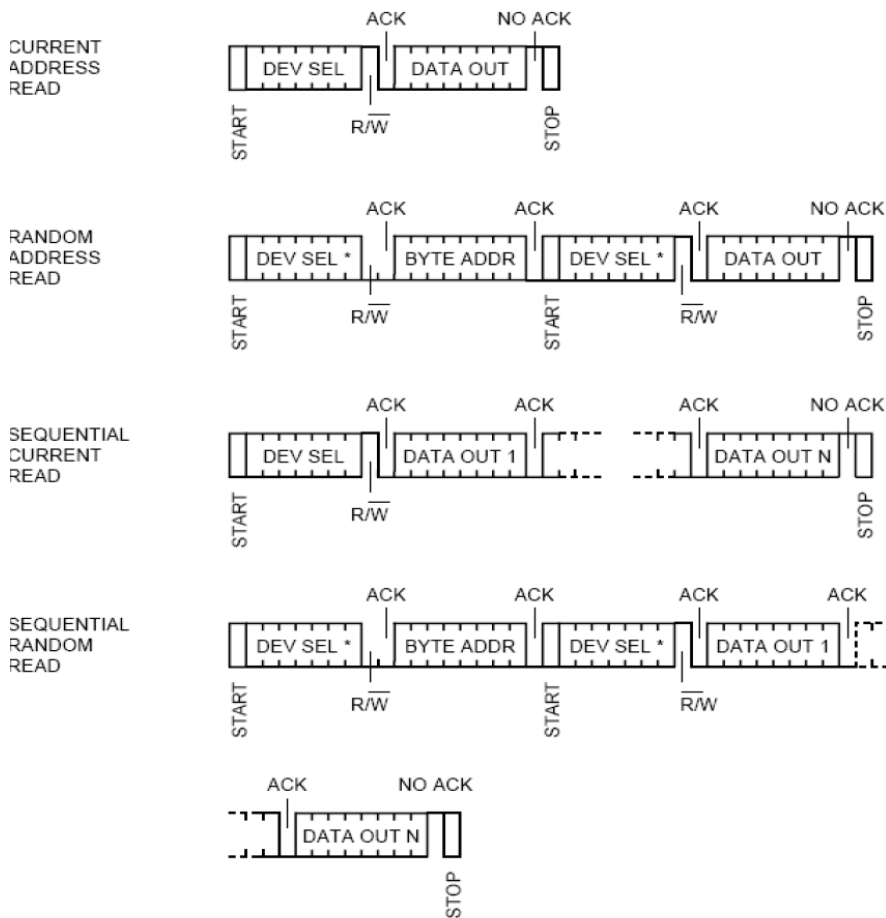 ACK NO ACK
CURRENT
ADDRESS
READ
DEV SEL DATA OUT
START R/W STOP
ACK ACK ACK NO ACK
RANDOM
ADDRESS
READ
DEV SEL * BYTE ADDR DEV SEL * DATA OUT
START R/W START R/W STOP
ACK ACK ACK NO ACK
SEQUENTIAL
CURRENT
READ
DEV SEL DATA OUT 1 DATA OUT N
START R/W STOP
ACK ACK ACK ACK
SEQUENTIAL
RANDOM
READ
DEV SEL * BYTE ADDR DEV SEL * DATA OUT 1
START R/W START R/W
ACK NO ACK
DATA OUT N
STOP